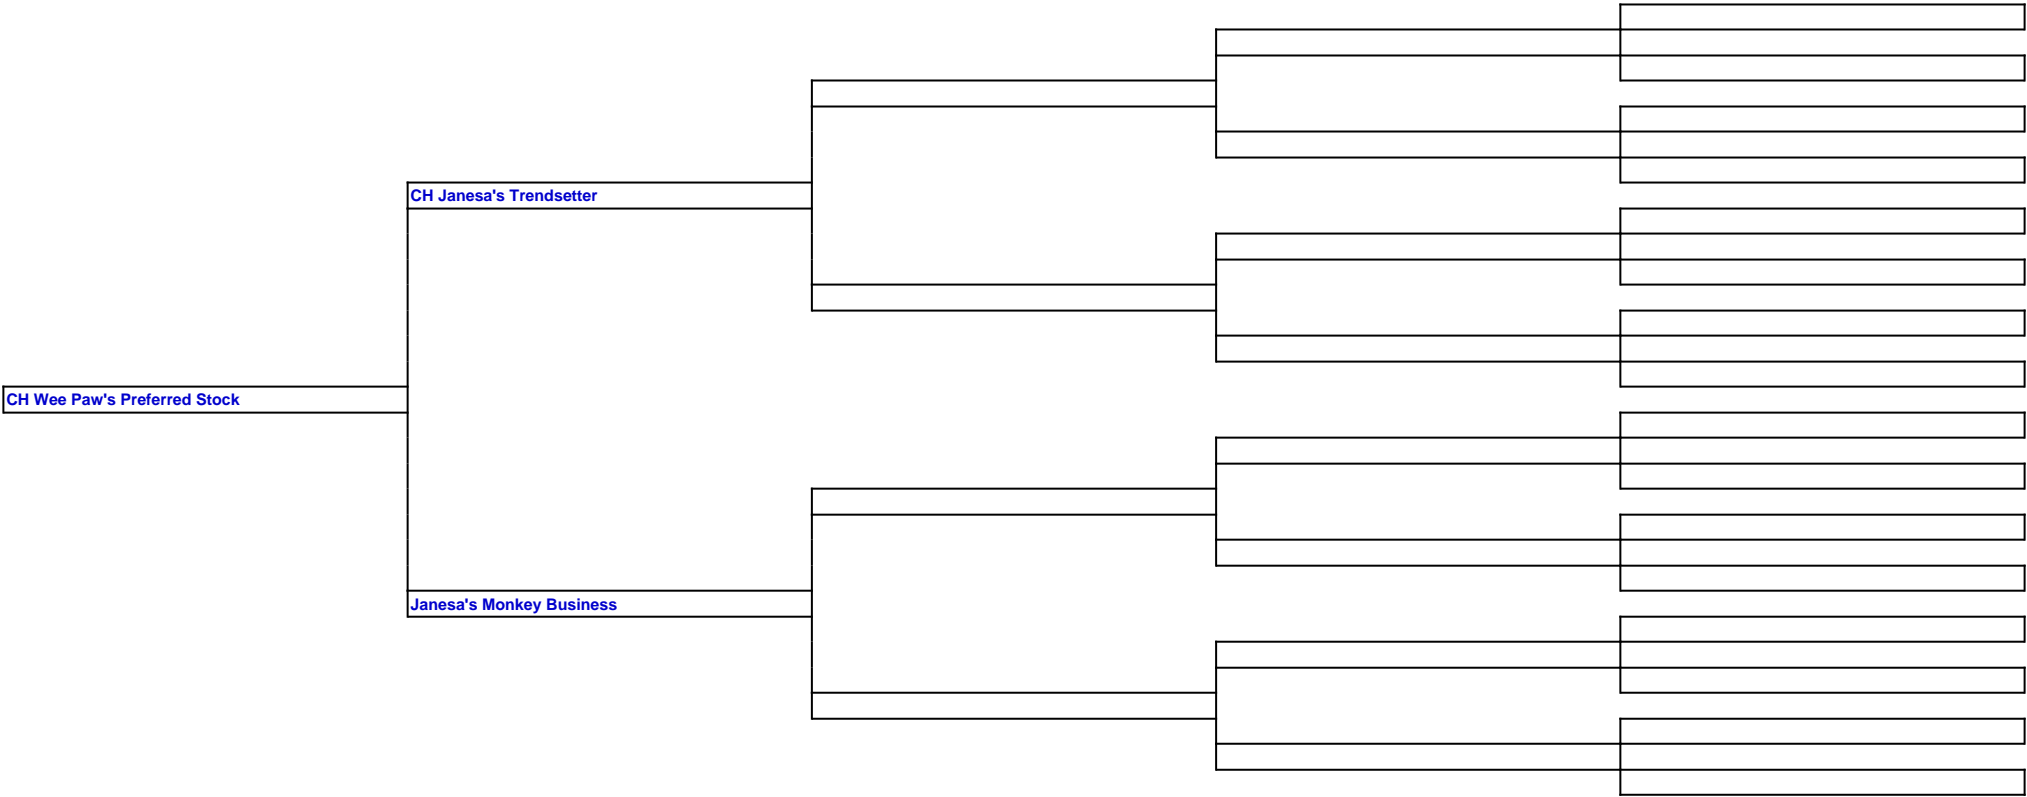 CH Janesa's Trendsetter
CH Wee Paw's Preferred Stock
Janesa's Monkey Business